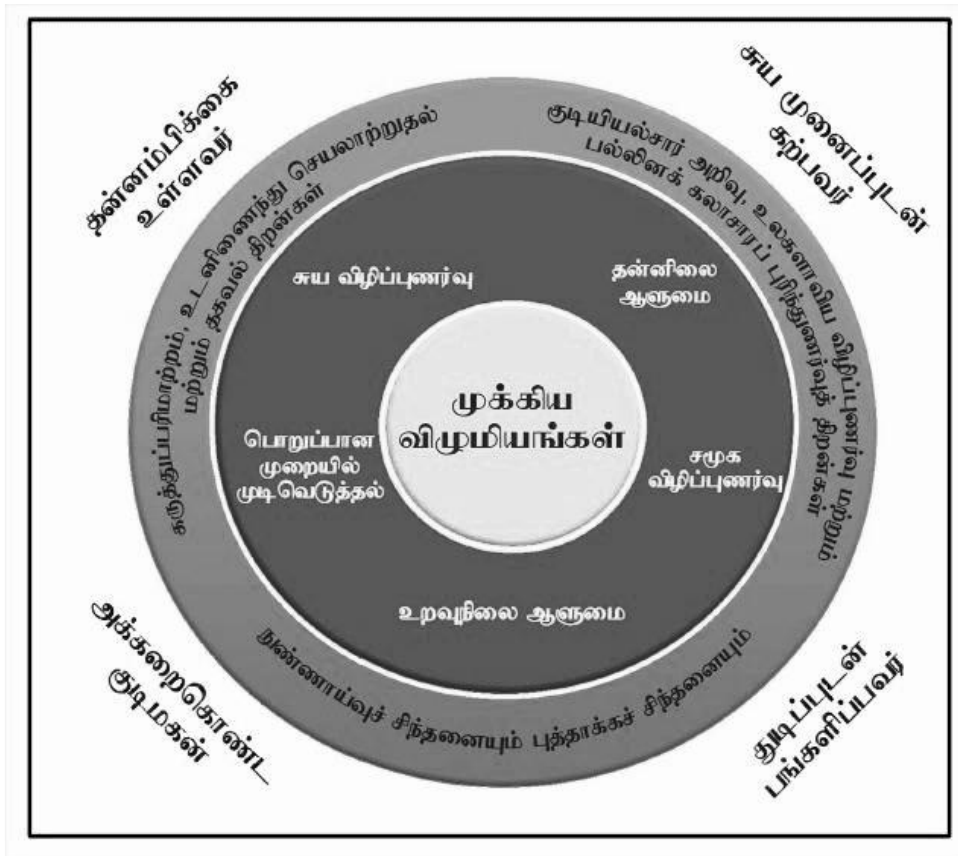 தன்னம்பிக்கை
உள்ளவர்
சுய முனைப்புடன்
கற்பவர்
கருத்துப்பரிமாற்றம், உடனிணைந்து செயலாற்றுதல்
மற்றும் தகவல் திறன்கள்
குடியியல்சார் அறிவு, உலகளாவிய விழிப்புணர்வு மற்றும்
பல்லினக் கலாசாரப் புரிந்துணர்வுத் திறன்கள்
சுய விழிப்புணர்வு
தன்னிலை
ஆளுமை
முக்கிய
விழுமியங்கள்
பொறுப்பான
முறையில்
முடிவெடுத்தல்
சமூக
விழிப்புணர்வு
உறவுநிலை ஆளுமை
நுண்ணாய்வுச் சிந்தனையும் புத்தாக்கச் சிந்தனையும்
அக்கறைகொண்ட
குடிமகன்
துடிப்புடன்
பங்களிப்பவர்